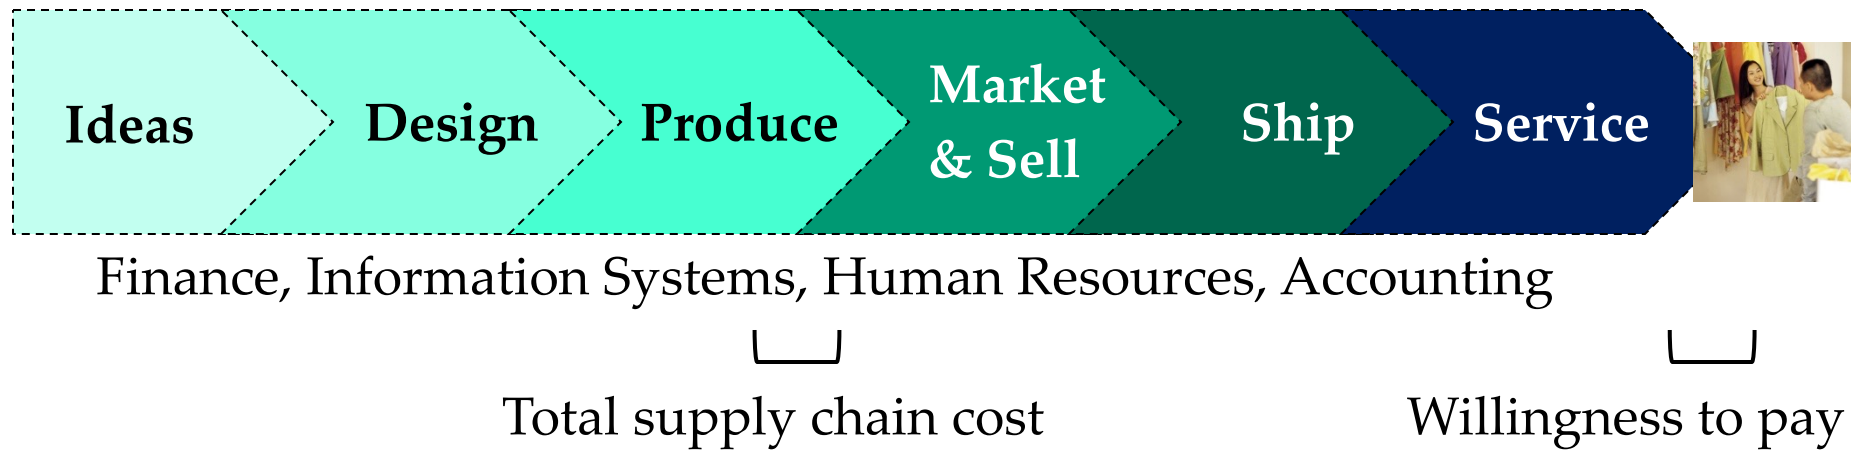 Ideas
Design
Produce
Market
& Sell
Ship
Service
Finance, Information Systems, Human Resources, Accounting
Total supply chain cost
Willingness to pay